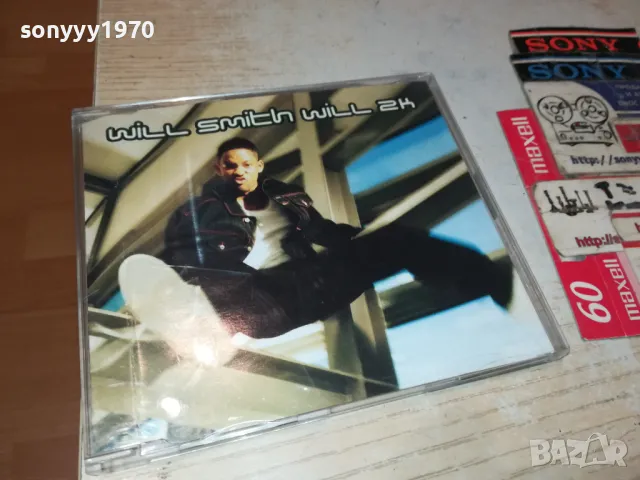 sonyyy1970
will smith will 2k
SONY
SONY
maxell
http://sony
http://
maxell
60
BAZAR